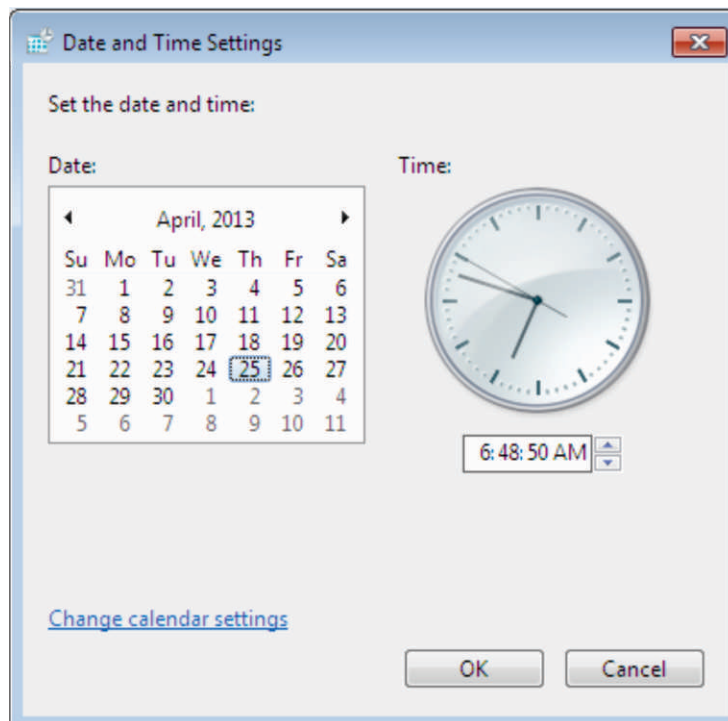 Date and Time Settings
Set the date and time:
Date:
April, 2013
Su Mo Tu We Th Fr Sa
31 1 2 3 4 5 6
7 8 9 10 11 12 13
14 15 16 17 18 19 20
21 22 23 24 25 26 27
28 29 30 1 2 3 4
5 6 7 8 9 10 11
Time:
6:48:50 AM
Change calendar settings
OK
Cancel